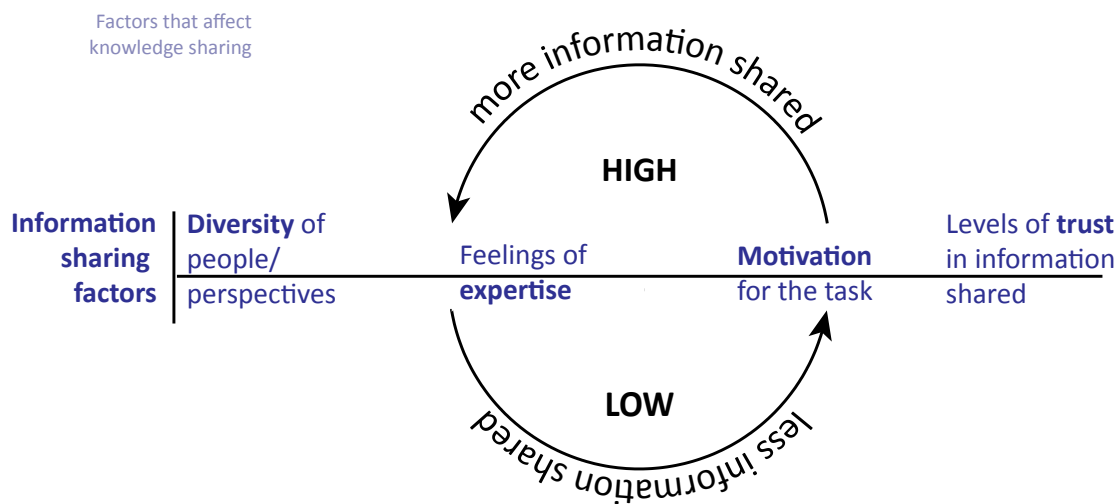 Factors that affect
knowledge sharing
more information shared
HIGH
Information
sharing
factors
Diversity of
people/
perspectives
Feelings of
expertise
Motivation
for the task
Levels of trust
in information
shared
LOW
less information shared